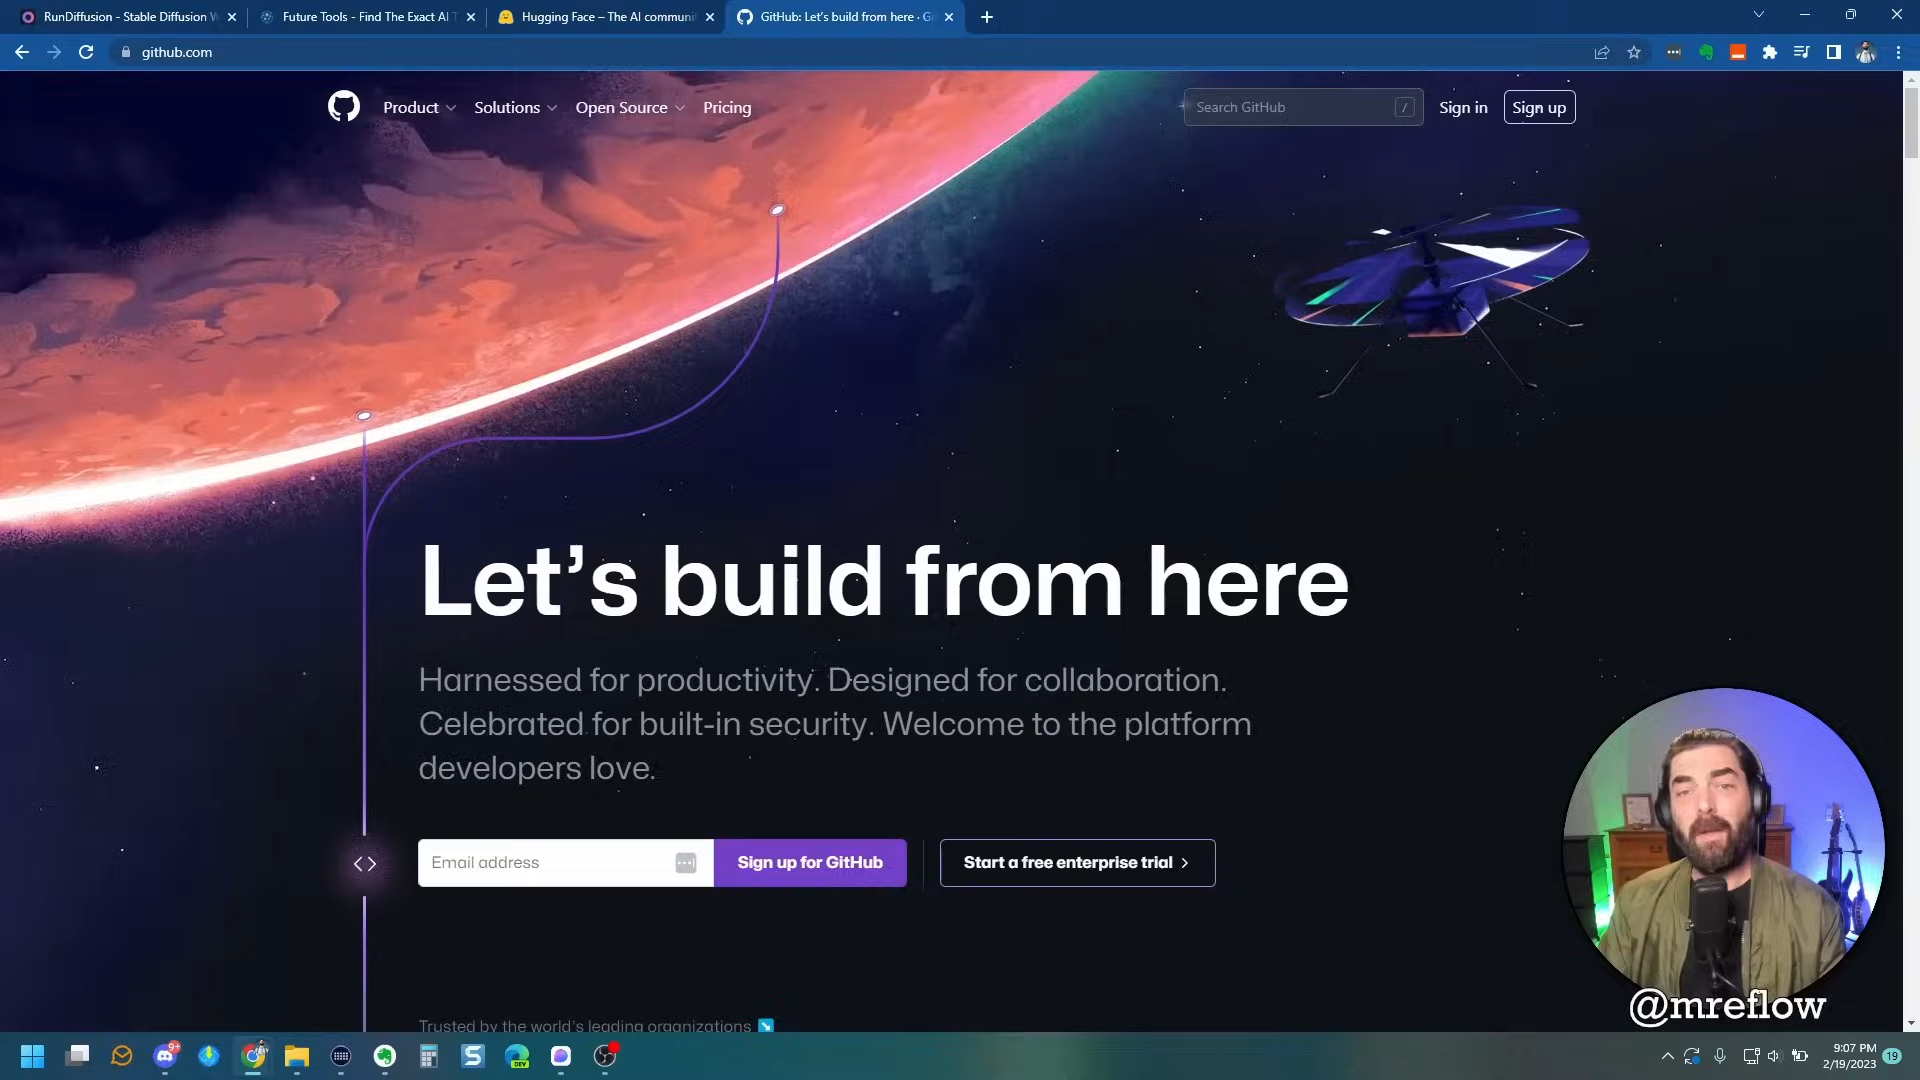 RunDiffusion - Stable Diffusion W
Future Tools - Find The Exact AI T
Hugging Face – The AI communi
GitHub: Let's build from here · Gi
github.com
Product
Solutions
Open Source
Pricing
Search GitHub
/
Sign in
Sign up
Let's build from here
Harnessed for productivity. Designed for collaboration.
Celebrated for built-in security. Welcome to the platform
developers love.
Email address
Sign up for GitHub
Start a free enterprise trial
@mreflow
Trusted by the world's leading organizations
9+
DEV
9:07 PM
2/19/2023
19